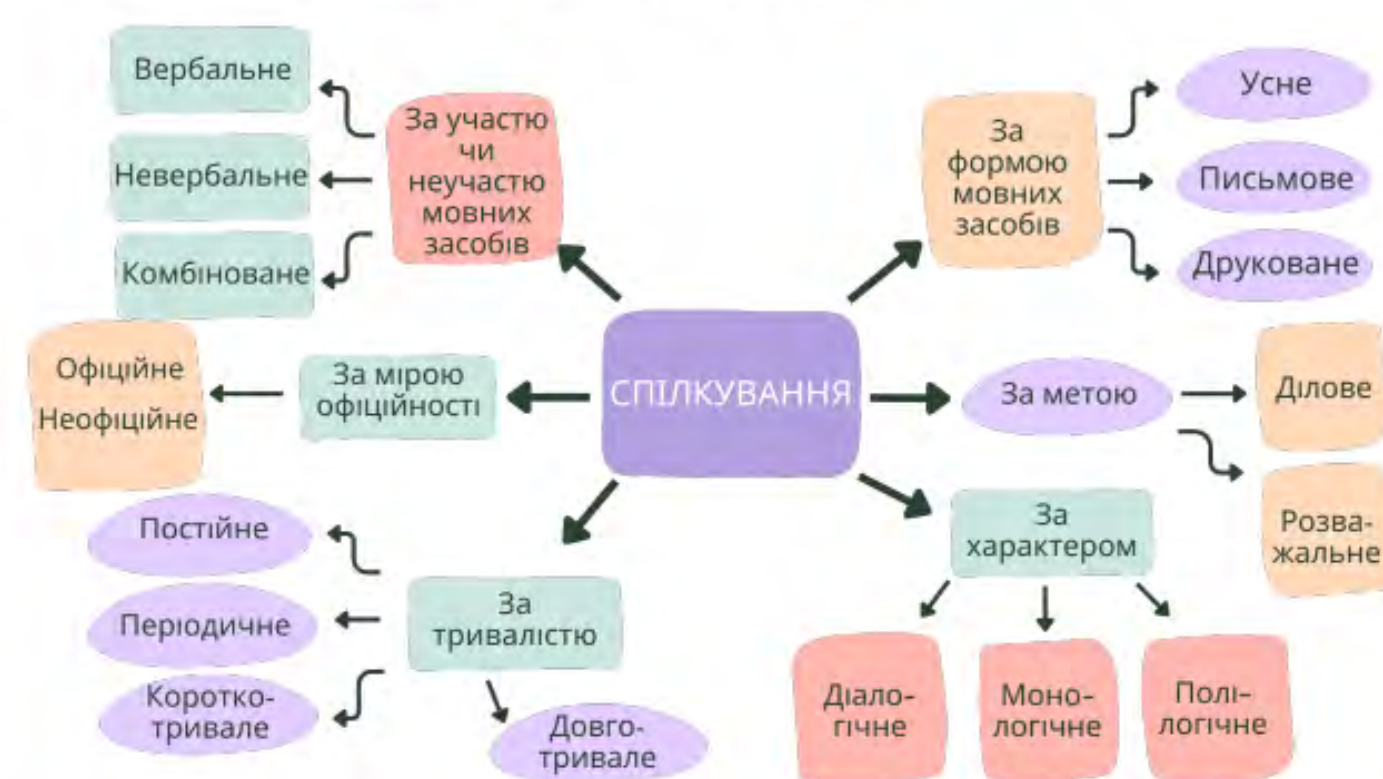 Вербальне
Невербальне
Комбіноване
За участю
чи
неучастю
мовних
засобів
За
формою
мовних
засобів
Усне
Письмове
Друковане
Офіційне
Неофіційне
За мірою
офіційності
СПІЛКУВАННЯ
За метою
Ділове
Розва-
жальне
Постійне
Періодичне
Коротко-
тривале
За
тривалістю
Довго-
тривале
За
характером
Діало-
гічне
Моно-
логічне
Полі-
логічне